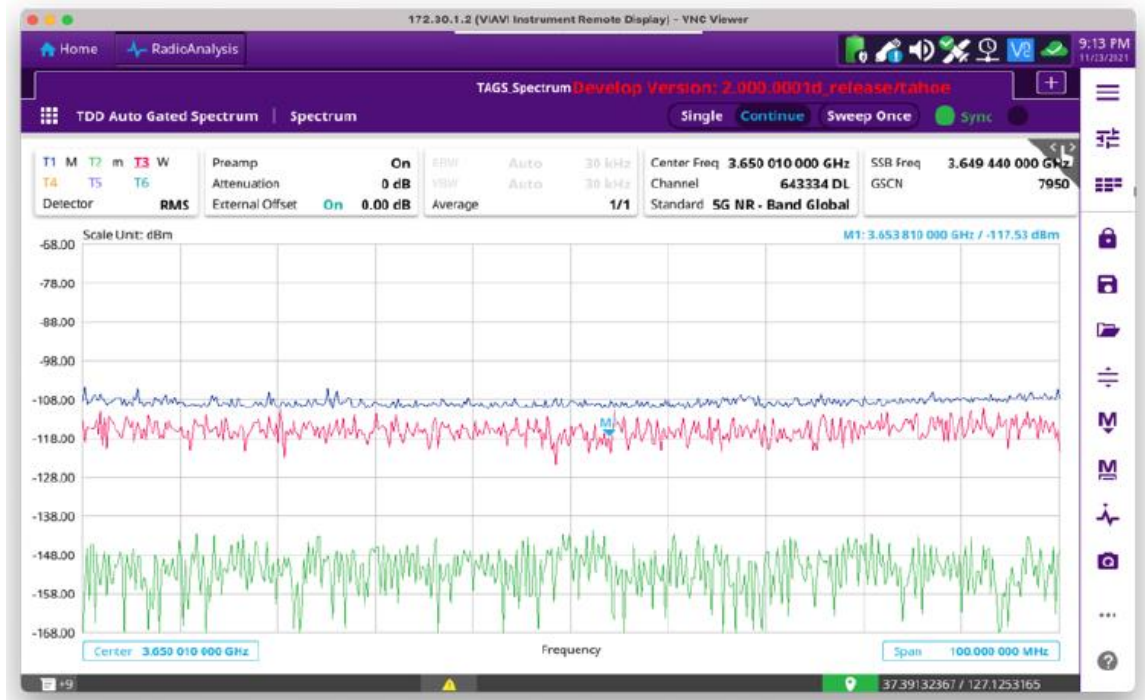 172.30.1.2 (VIAVI Instrument Remote Display) - VNC Viewer
Home RadioAnalysis
9:13 PM
11/23/2021
TAGS Spectrum Develop Version: 2.000.0001d_release/tahoe
TDD Auto Gated Spectrum | Spectrum Single Continue Sweep Once Sync
T1 M T2 m T3 W
T4 T5 T6
Detector RMS
Preamp On
Attenuation 0 dB
External Offset On 0.00 dB
RBW Auto 30 kHz
VBW Auto 30 kHz
Average 1/1
Center Freq 3.650 010 000 GHz
Channel 643334 DL
Standard 5G NR - Band Global
SSB Freq 3.649 440 000 GHz
GSCN 7950
L
Scale Unit: dBm
M1: 3.653 810 000 GHz / -117.53 dBm
-68.00
-78.00
-88.00
-98.00
-108.00
-118.00
-128.00
-138.00
-148.00
-158.00
-168.00
M
Center 3.650 010 000 GHz
Frequency
Span 100.000 000 MHz
+9
37.39132367 / 127.1253165
M
M